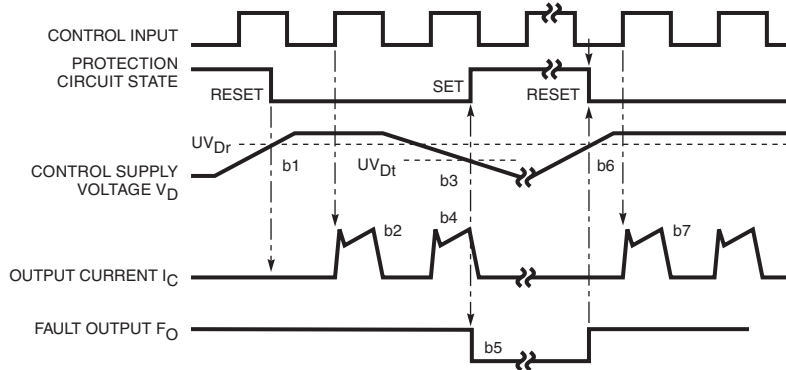 CONTROL INPUT
PROTECTION
CIRCUIT STATE
RESET
SET
RESET
UVDr
b1
UVDt
b3
b6
CONTROL SUPPLY
VOLTAGE VD
b2
b4
b7
OUTPUT CURRENT IC
FAULT OUTPUT FO
b5